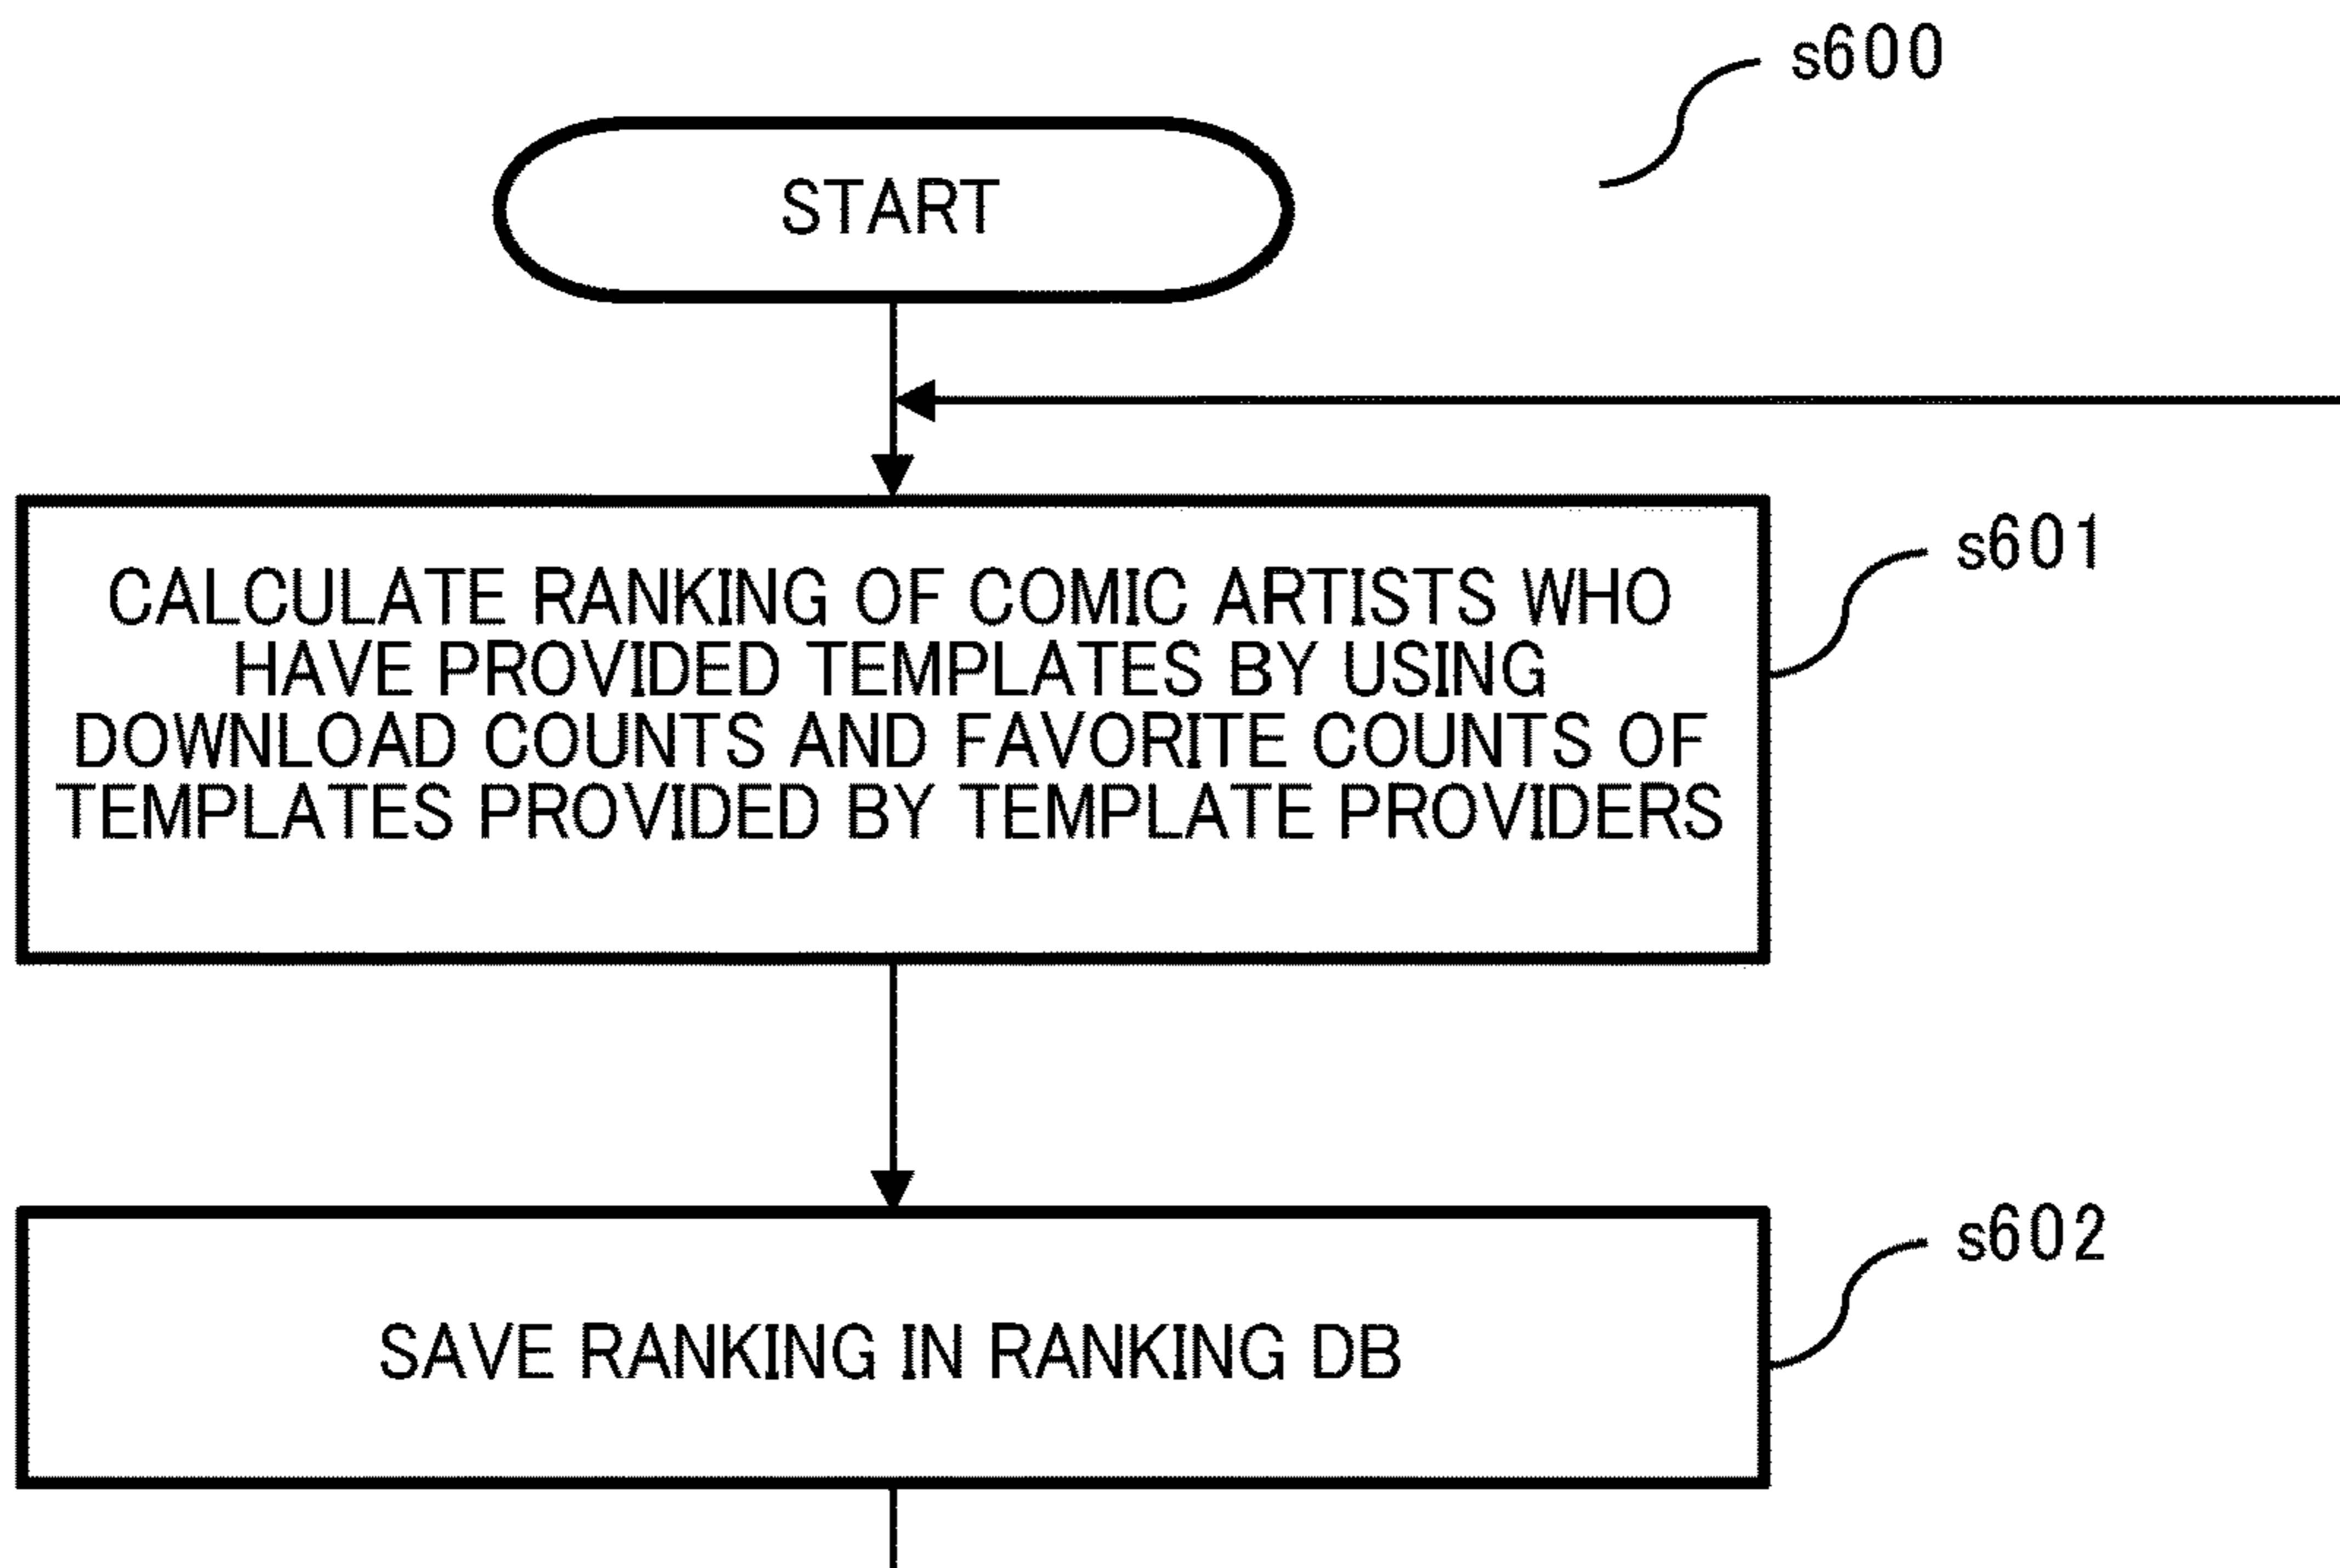 s600
START
s601
CALCULATE RANKING OF COMIC ARTISTS WHO
HAVE PROVIDED TEMPLATES BY USING
DOWNLOAD COUNTS AND FAVORITE COUNTS OF
TEMPLATES PROVIDED BY TEMPLATE PROVIDERS
s602
SAVE RANKING IN RANKING DB